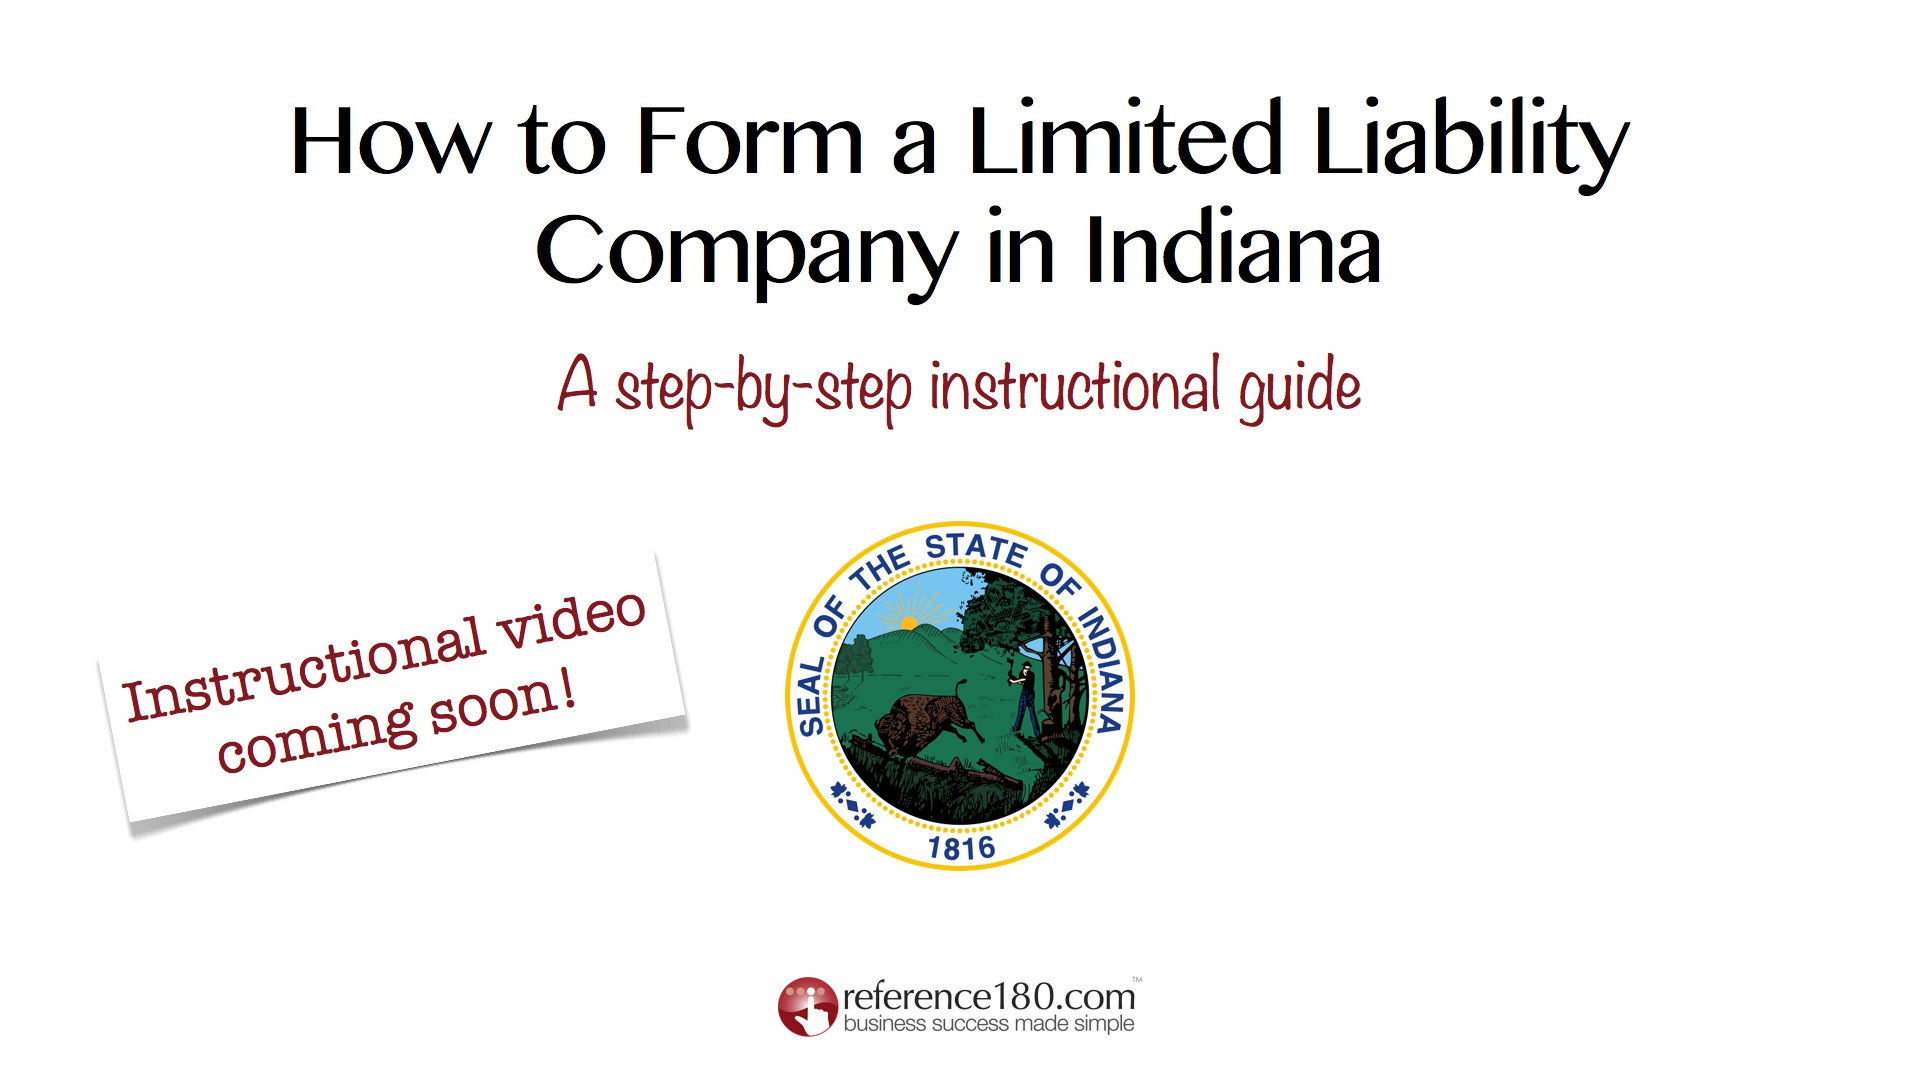 How to Form a Limited Liability
Company in Indiana
A step-by-step instructional guide
Instructional video
coming soon!
SEAL OF THE STATE OF INDIANA
1816
reference180.com™
business success made simple